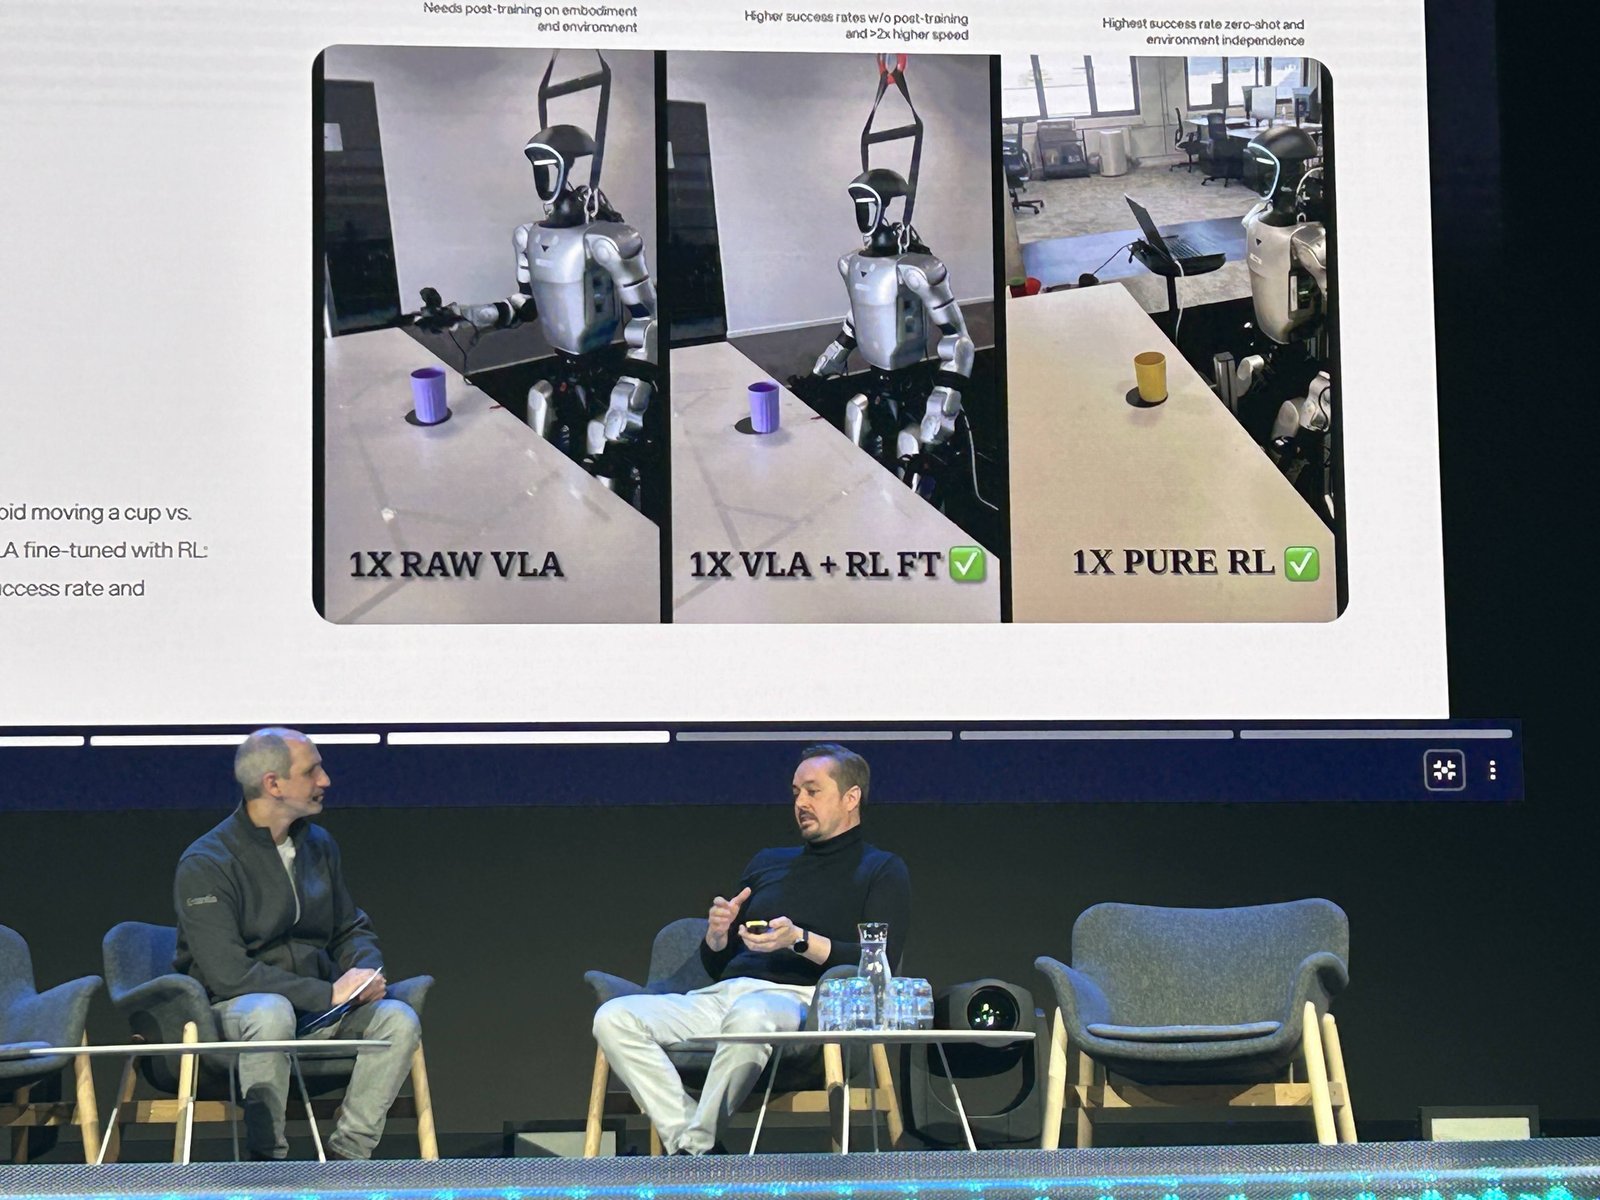 Needs post-training on embodiment
and enviroment
Higher success rates w/o post-training
and >2x higher speed
Highest success rate zero-shot and
environment independence
oid moving a cup vs.
LA fine-tuned with RL:
ccess rate and
1X RAW VLA
1X VLA + RL FT ✅
1X PURE RL ✅